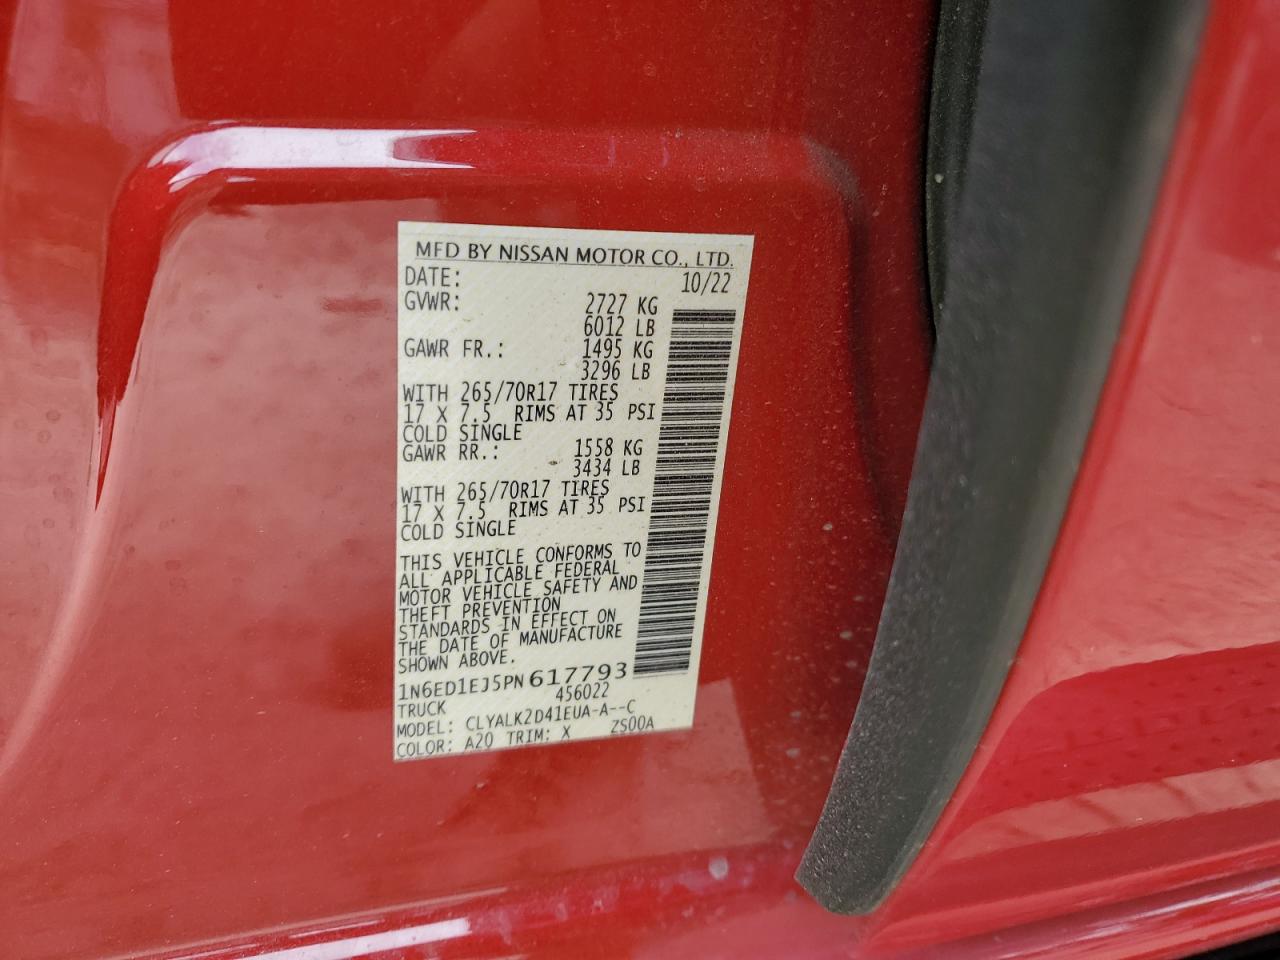 MFD BY NISSAN MOTOR CO., LTD.
DATE: 10/22
GVWR: 2727 KG
6012 LB
GAWR FR.: 1495 KG
3296 LB
WITH 265/70R17 TIRES
17 X 7.5 RIMS AT 35 PSI
COLD SINGLE
GAWR RR.: 1558 KG
3434 LB
WITH 265/70R17 TIRES
17 X 7.5 RIMS AT 35 PSI
COLD SINGLE
THIS VEHICLE CONFORMS TO
ALL APPLICABLE FEDERAL
MOTOR VEHICLE SAFETY AND
THEFT PREVENTION
STANDARDS IN EFFECT ON
THE DATE OF MANUFACTURE
SHOWN ABOVE.
1N6ED1EJ5PN617793
TRUCK 456022
MODEL: CLYALK2D41EUA-A--C
COLOR: A20 TRIM: X ZS00A